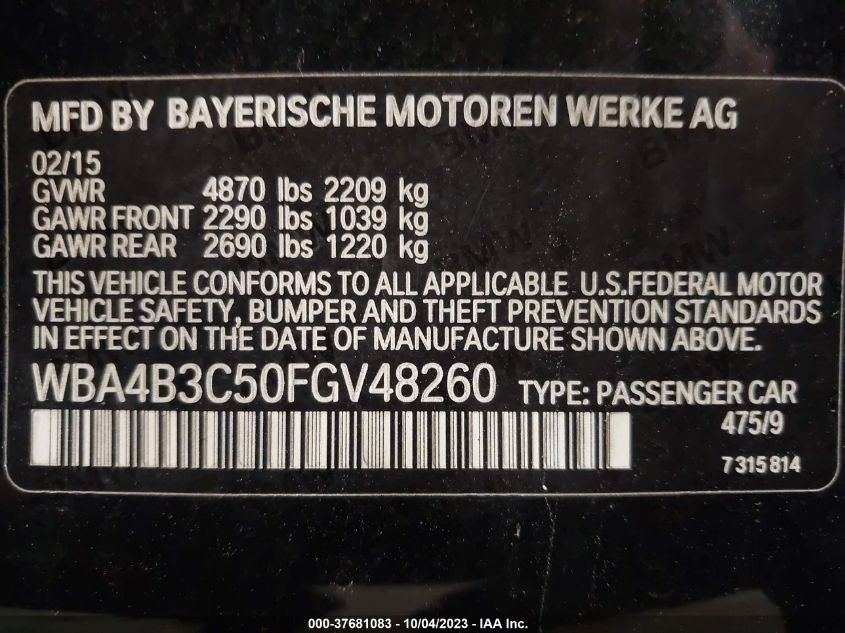 MFD BY BAYERISCHE MOTOREN WERKE AG
02/15
GVWR 4870 lbs 2209 kg
GAWR FRONT 2290 lbs 1039 kg
GAWR REAR 2690 lbs 1220 kg
THIS VEHICLE CONFORMS TO ALL APPLICABLE U.S.FEDERAL MOTOR
VEHICLE SAFETY, BUMPER AND THEFT PREVENTION STANDARDS
IN EFFECT ON THE DATE OF MANUFACTURE SHOWN ABOVE.
WBA4B3C50FGV48260 TYPE: PASSENGER CAR
475/9
7 315 814
000-37681083 - 10/04/2023 - IAA Inc.